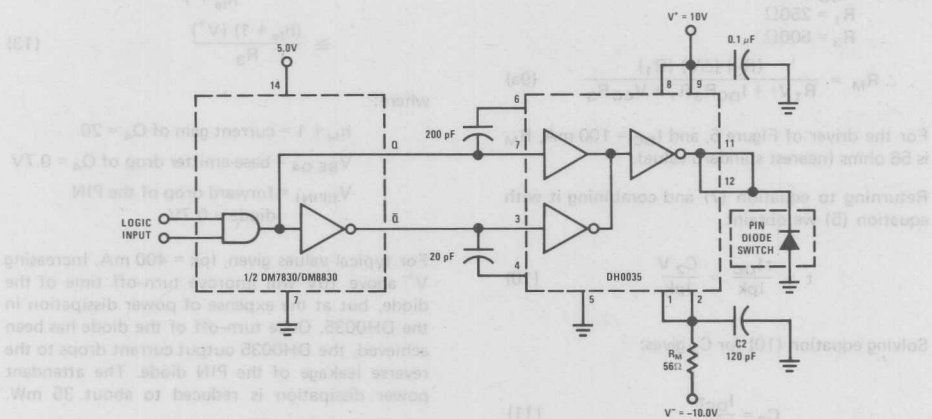 R₁ = 250Ω
R₃ = 500Ω
(9a)
For the driver of Figure 6, and = 100 mA, R_M
is 56 ohms (nearest standard value).
Returning to equation (7) and combining it with
equation (5)
Solving equation (10) for C₂ gives:
(11)
(13)
where:
h_fe + 1 = current gain of Q₄ = 20
V_BE Q4 = base-emitter drop of Q₄ = 0.7V
= forward drop of the PIN
For typical values given, = 400 mA. Increasing
V⁺ above will improve turn-off time of the
diode, but at the expense of power dissipation in
the DH0035. Once turn-off of the diode has been
achieved, the DH0035 output current drops to the
reverse leakage of the PIN diode. The attendant
power dissipation is reduced to about 35 mW.
V⁺ = 10V
0.1 μF
5.0V
14
8
9
6
200 pF
Q
7
11
12
LOGIC
INPUT
Q̄
3
20 pF
4
PIN
DIODE
SWITCH
1/2 DM7830/DM8830
7
DH0035
5
1
2
C2
120 pF
R_M
56Ω
V⁻ = -10.0V